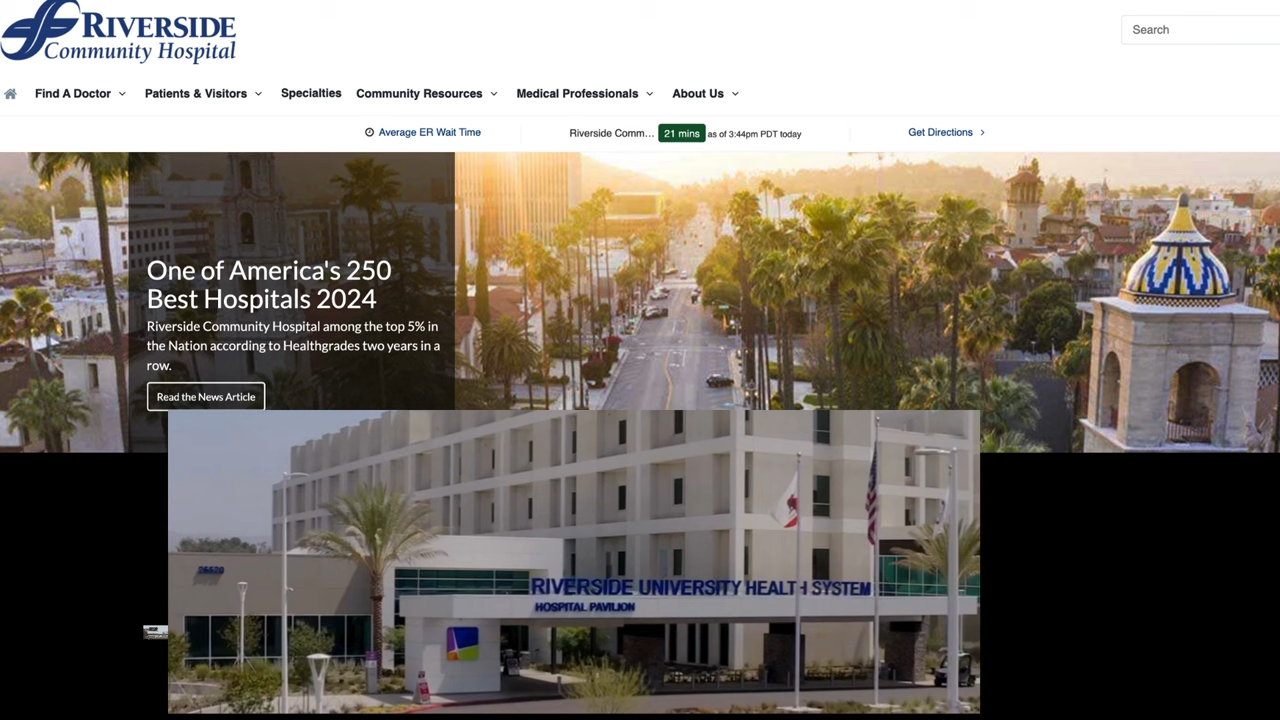 RIVERSIDE
Community Hospital
Search
Find A Doctor
Patients & Visitors
Specialties
Community Resources
Medical Professionals
About Us
Average ER Wait Time
Riverside Comm... 21 mins as of 3:44pm PDT today
Get Directions
One of America's 250
Best Hospitals 2024
Riverside Community Hospital among the top 5% in
the Nation according to Healthgrades two years in a
row.
Read the News Article
26520
RIVERSIDE UNIVERSITY HEALTH SYSTEM
HOSPITAL PAVILION